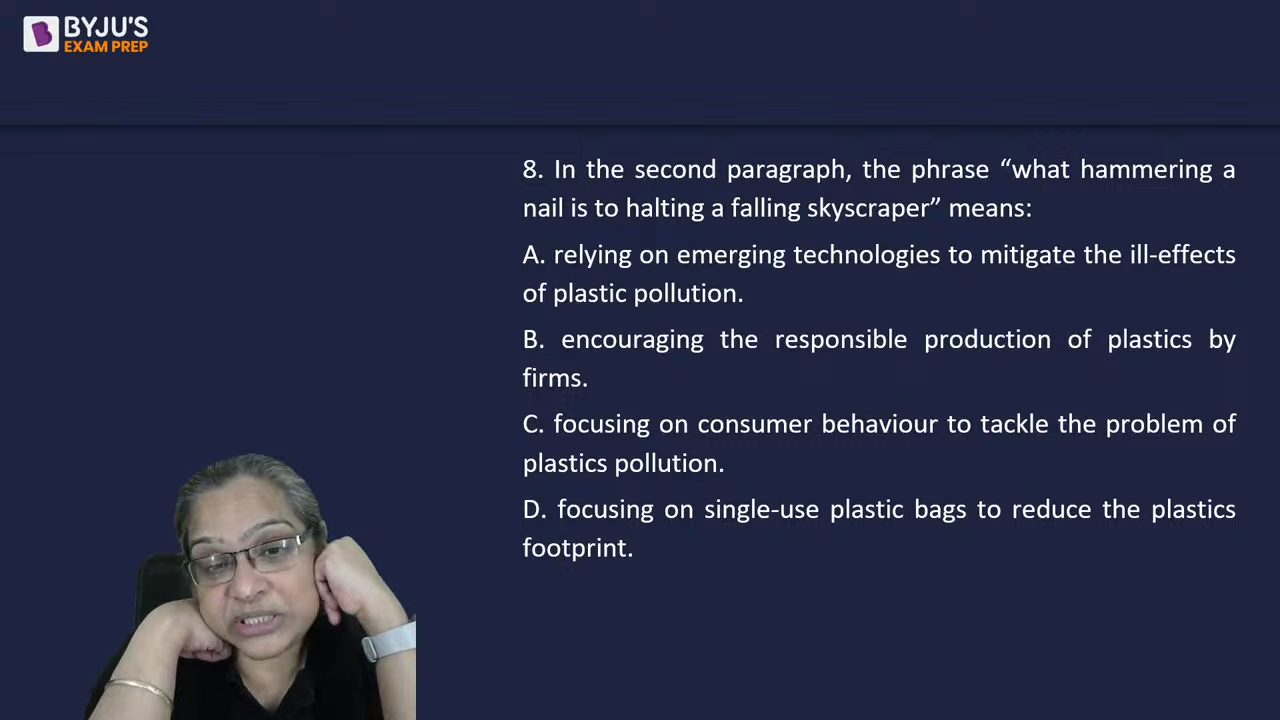 BYJU'S
EXAM PREP
8. In the second paragraph, the phrase “what hammering a
nail is to halting a falling skyscraper” means:
A. relying on emerging technologies to mitigate the ill-effects
of plastic pollution.
B. encouraging the responsible production of plastics by
firms.
C. focusing on consumer behaviour to tackle the problem of
plastics pollution.
D. focusing on single-use plastic bags to reduce the plastics
footprint.